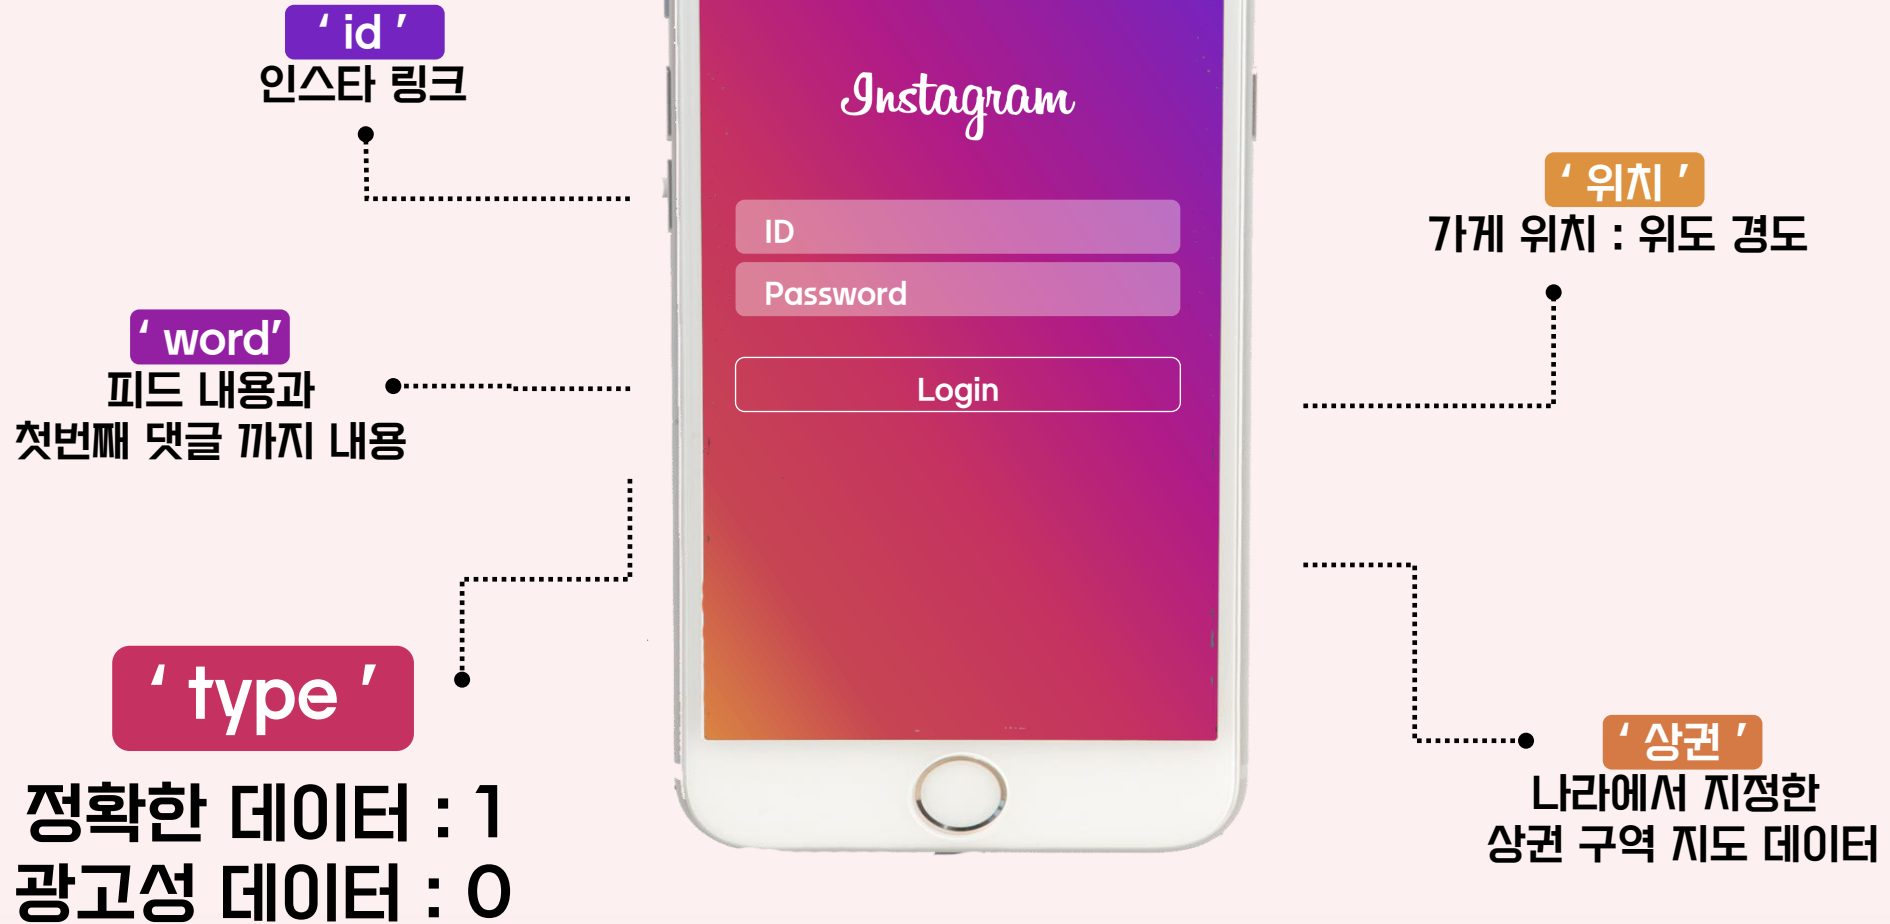 ‘ id ’
인스타 링크
‘ word’
피드 내용과
첫번째 댓글 까지 내용
‘ type ’
정확한 데이터 : 1
광고성 데이터 : 0
Instagram
ID
Password
Login
‘ 위치 ’
가게 위치 : 위도 경도
‘ 상권 ’
나라에서 지정한
상권 구역 지도 데이터